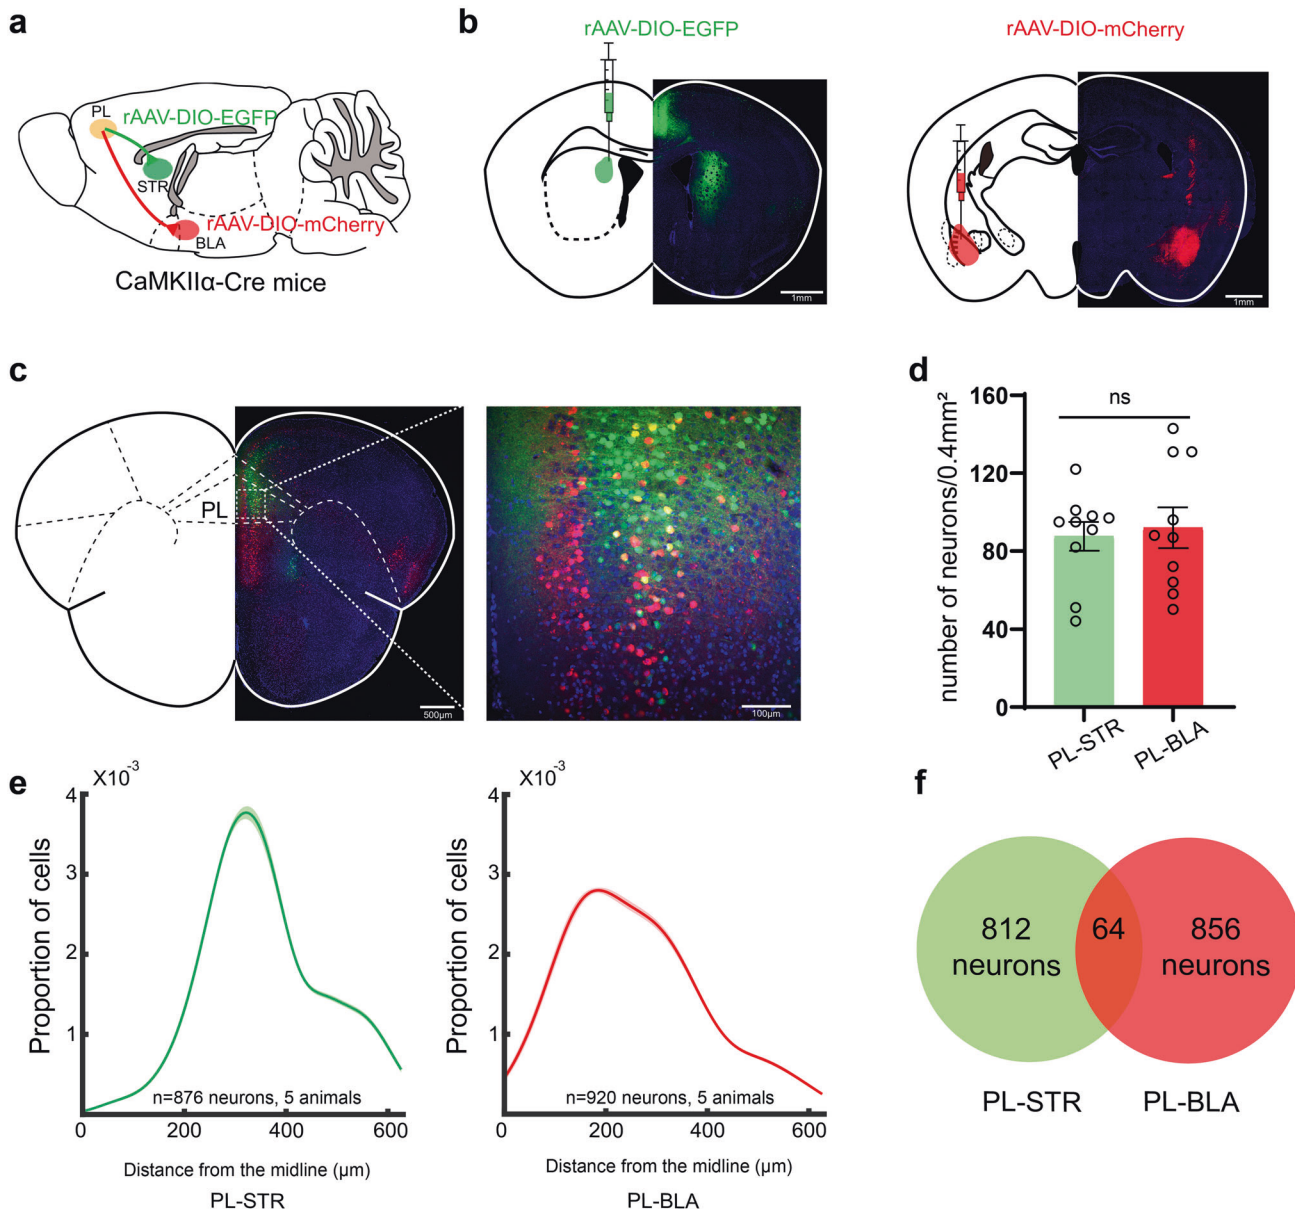 a
PL
rAAV-DIO-EGFP
STR
rAAV-DIO-mCherry
BLA
CaMKIIα-Cre mice
b
rAAV-DIO-EGFP
1mm
rAAV-DIO-mCherry
1mm
c
PL
500μm
100μm
d
ns
number of neurons/0.4mm²
160
120
80
40
0
PL-STR
PL-BLA
e
X10⁻³
Proportion of cells
4
3
2
1
n=876 neurons, 5 animals
0
200
400
600
Distance from the midline (μm)
PL-STR
X10⁻³
Proportion of cells
4
3
2
1
n=920 neurons, 5 animals
0
200
400
600
Distance from the midline (μm)
PL-BLA
f
812
neurons
64
856
neurons
PL-STR
PL-BLA